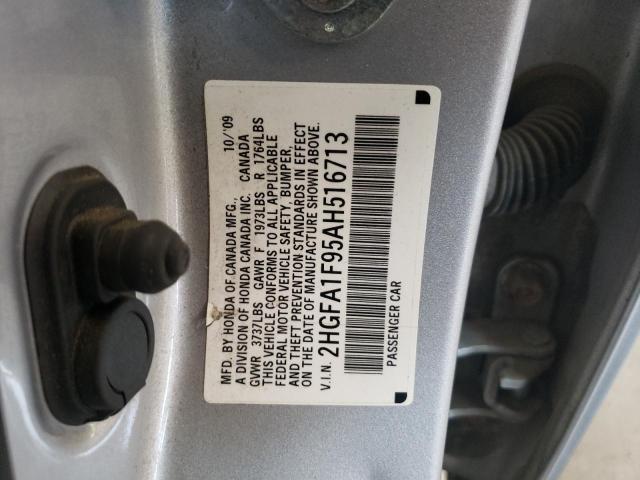 MFD. BY HONDA OF CANADA MFG., 10/'09
A DIVISION OF HONDA CANADA INC. CANADA
GVWR 3737LBS GAWR F 1973LBS R 1764LBS
THIS VEHICLE CONFORMS TO ALL APPLICABLE
FEDERAL MOTOR VEHICLE SAFETY, BUMPER,
AND THEFT PREVENTION STANDARDS IN EFFECT
ON THE DATE OF MANUFACTURE SHOWN ABOVE.
V.I.N. 2HGFA1F95AH516713
PASSENGER CAR